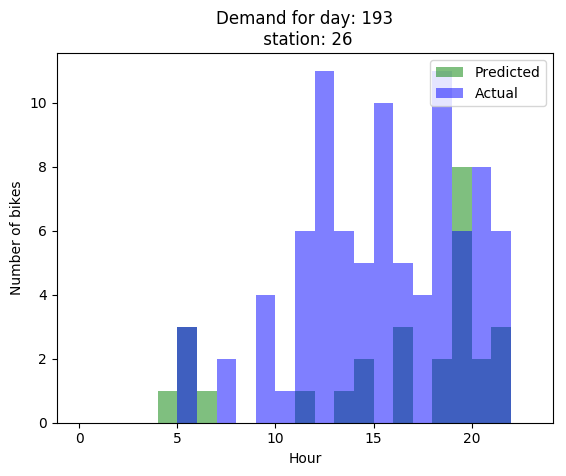 Demand for day: 193
station: 26
Predicted
Actual
Number of bikes
10
8
6
4
2
0
0 5 10 15 20
Hour